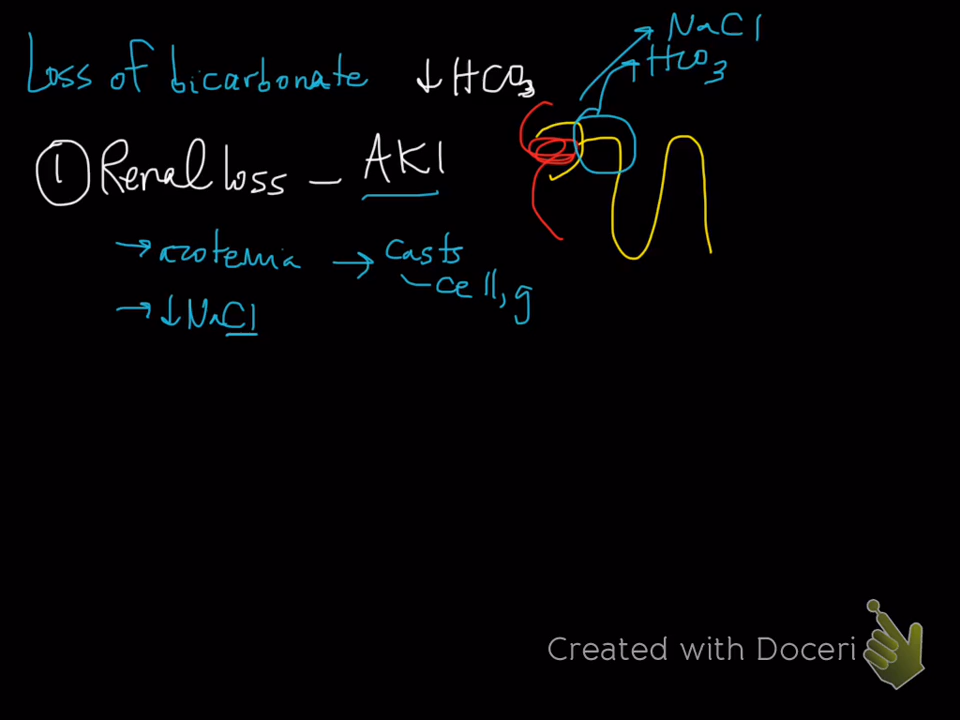 Loss of bicarbonate ↓HCO3
NaCl
HCO3
① Renal loss – AKI
→ azotemia → casts
cell, g
→ ↓NaCl
Created with Doceri